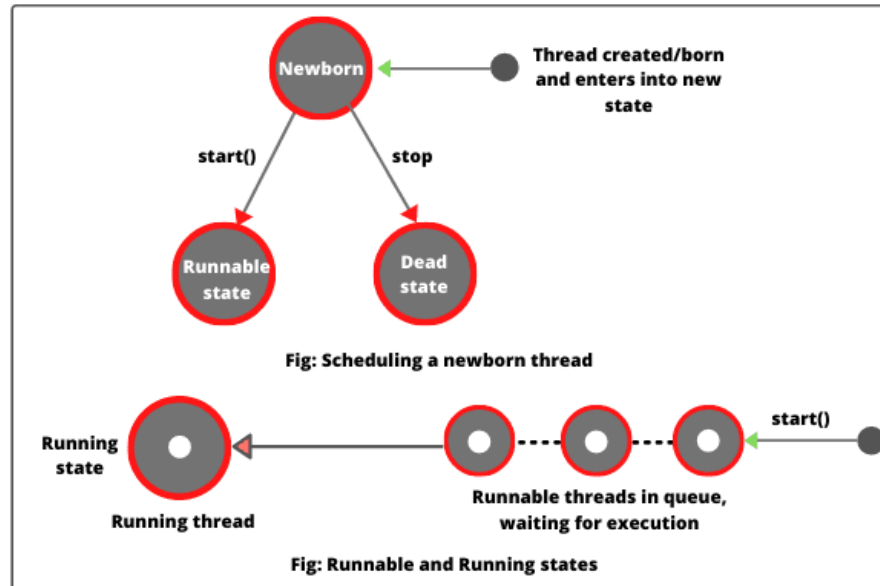 Newborn
Thread created/born
and enters into new
state
start()
stop
Runnable
state
Dead
state
Fig: Scheduling a newborn thread
Running
state
start()
Running thread
Runnable threads in queue,
waiting for execution
Fig: Runnable and Running states